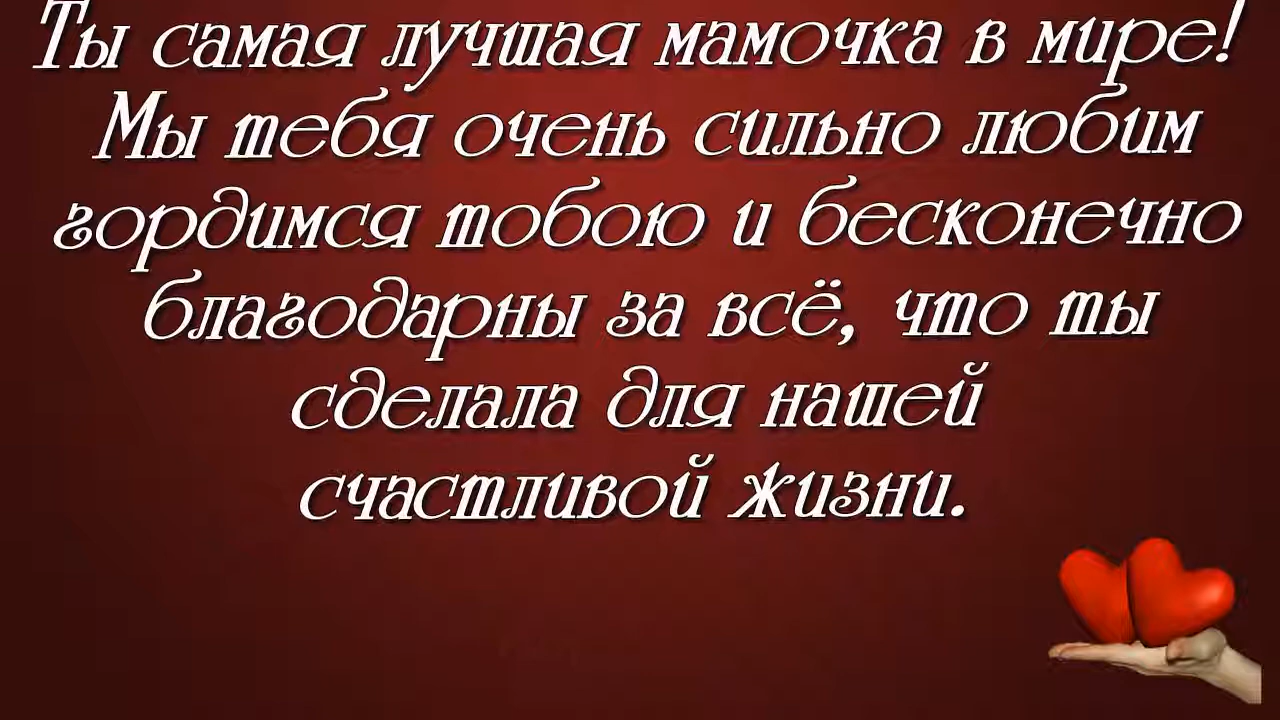 Ты самая лучшая мамочка в мире!
Мы тебя очень сильно любим
гордимся тобою и бесконечно
благодарны за всё, что ты
сделала для нашей
счастливой жизни.